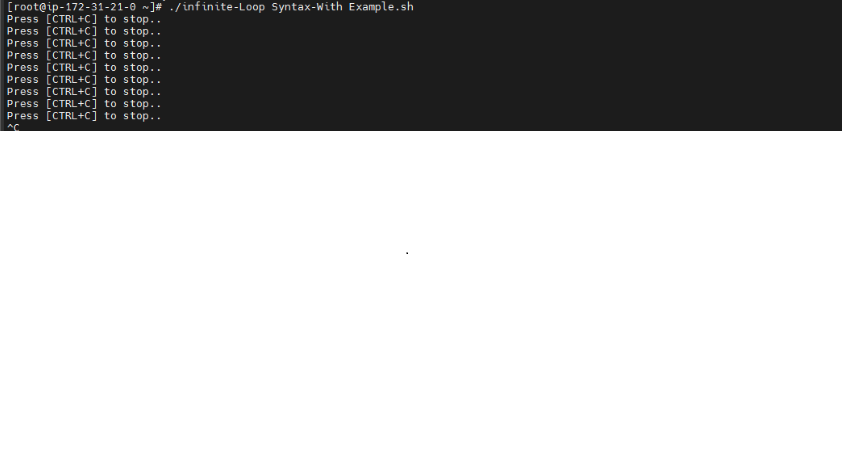 [root@ip-172-31-21-0 ~]# ./infinite-Loop Syntax-With Example.sh
Press [CTRL+C] to stop..
Press [CTRL+C] to stop..
Press [CTRL+C] to stop..
Press [CTRL+C] to stop..
Press [CTRL+C] to stop..
Press [CTRL+C] to stop..
Press [CTRL+C] to stop..
Press [CTRL+C] to stop..
Press [CTRL+C] to stop..
^C
.